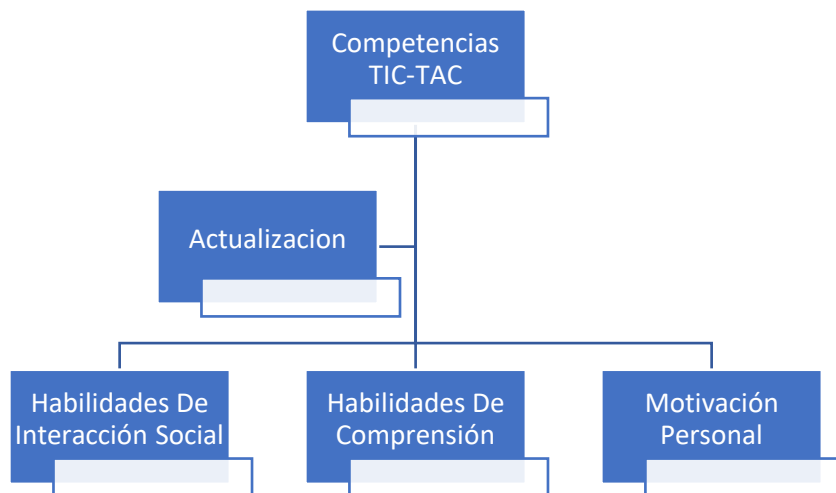 Competencias
TIC-TAC
Actualizacion
Habilidades De
Interacción Social
Habilidades De
Comprensión
Motivación
Personal